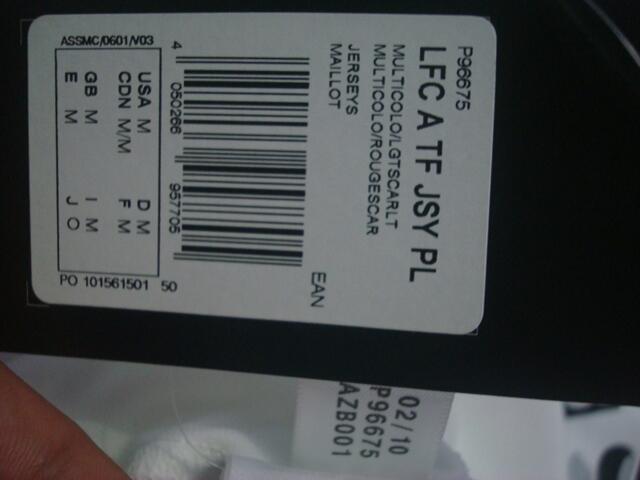 P96675
LFC A TF JSY PL
MULTICOLO/LGTSCARLT
MULTICOLO/ROUGESCAR
JERSEYS
MAILLOT
EAN
4 050266 957705
ASSMC/0601/V03
USA M D M
CDN M/M F M
GB M I M
E M J O
PO 101561501 50
02/10
P96675
AZB001